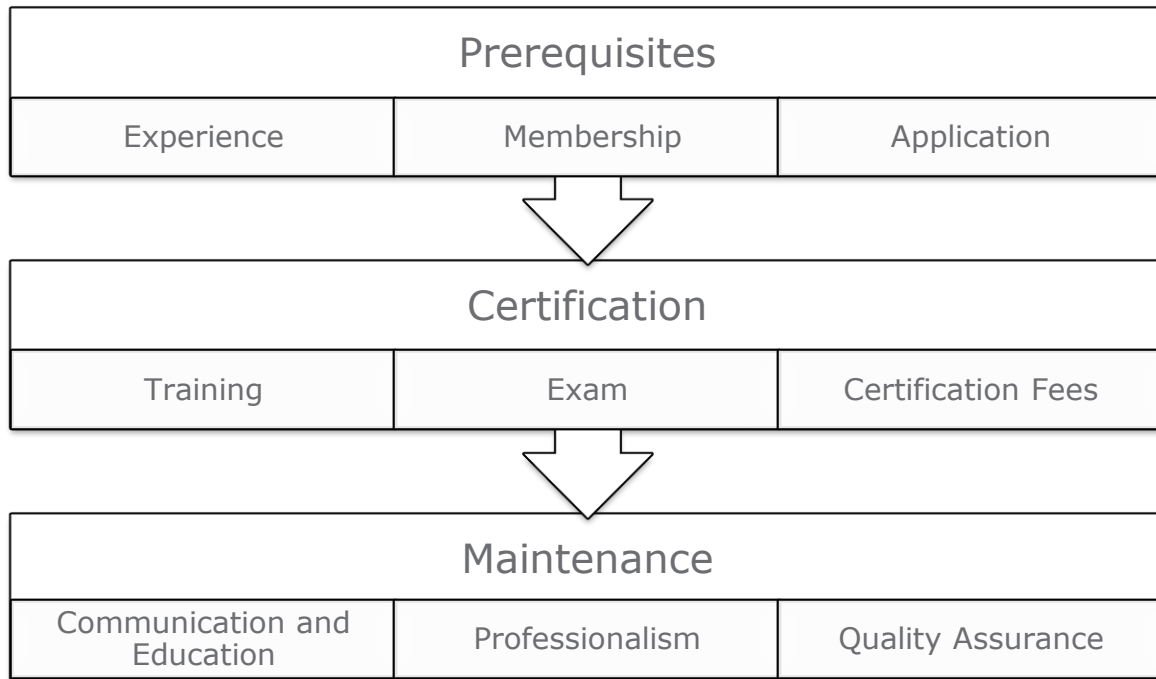 Prerequisites
Experience
Membership
Application
Certification
Training
Exam
Certification Fees
Maintenance
Communication and
Education
Professionalism
Quality Assurance